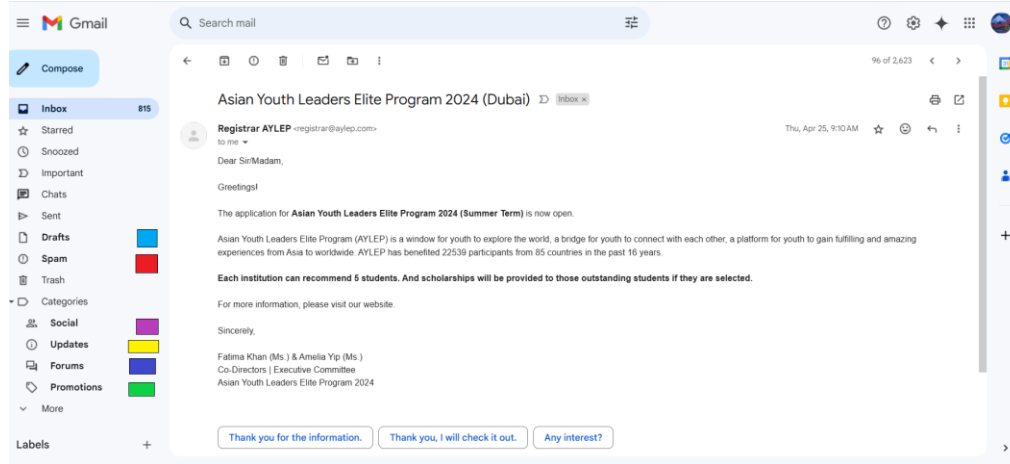 Gmail
Search mail
Compose
96 of 2,623
Inbox 815
Starred
Snoozed
Important
Chats
Sent
Drafts
Spam
Trash
Categories
Social
Updates
Forums
Promotions
More
Labels
Asian Youth Leaders Elite Program 2024 (Dubai) Inbox x
Registrar AYLEP <registrar@aylep.com> Thu, Apr 25, 9:10 AM
to me
Dear Sir/Madam,
Greetings!
The application for Asian Youth Leaders Elite Program 2024 (Summer Term) is now open.
Asian Youth Leaders Elite Program (AYLEP) is a window for youth to explore the world, a bridge for youth to connect with each other, a platform for youth to gain fulfilling and amazing
experiences from Asia to worldwide. AYLEP has benefited 22539 participants from 85 countries in the past 16 years.
Each institution can recommend 5 students. And scholarships will be provided to those outstanding students if they are selected.
For more information, please visit our website.
Sincerely,
Fatima Khan (Ms.) & Amelia Yip (Ms.)
Co-Directors | Executive Committee
Asian Youth Leaders Elite Program 2024
Thank you for the information. Thank you, I will check it out. Any interest?